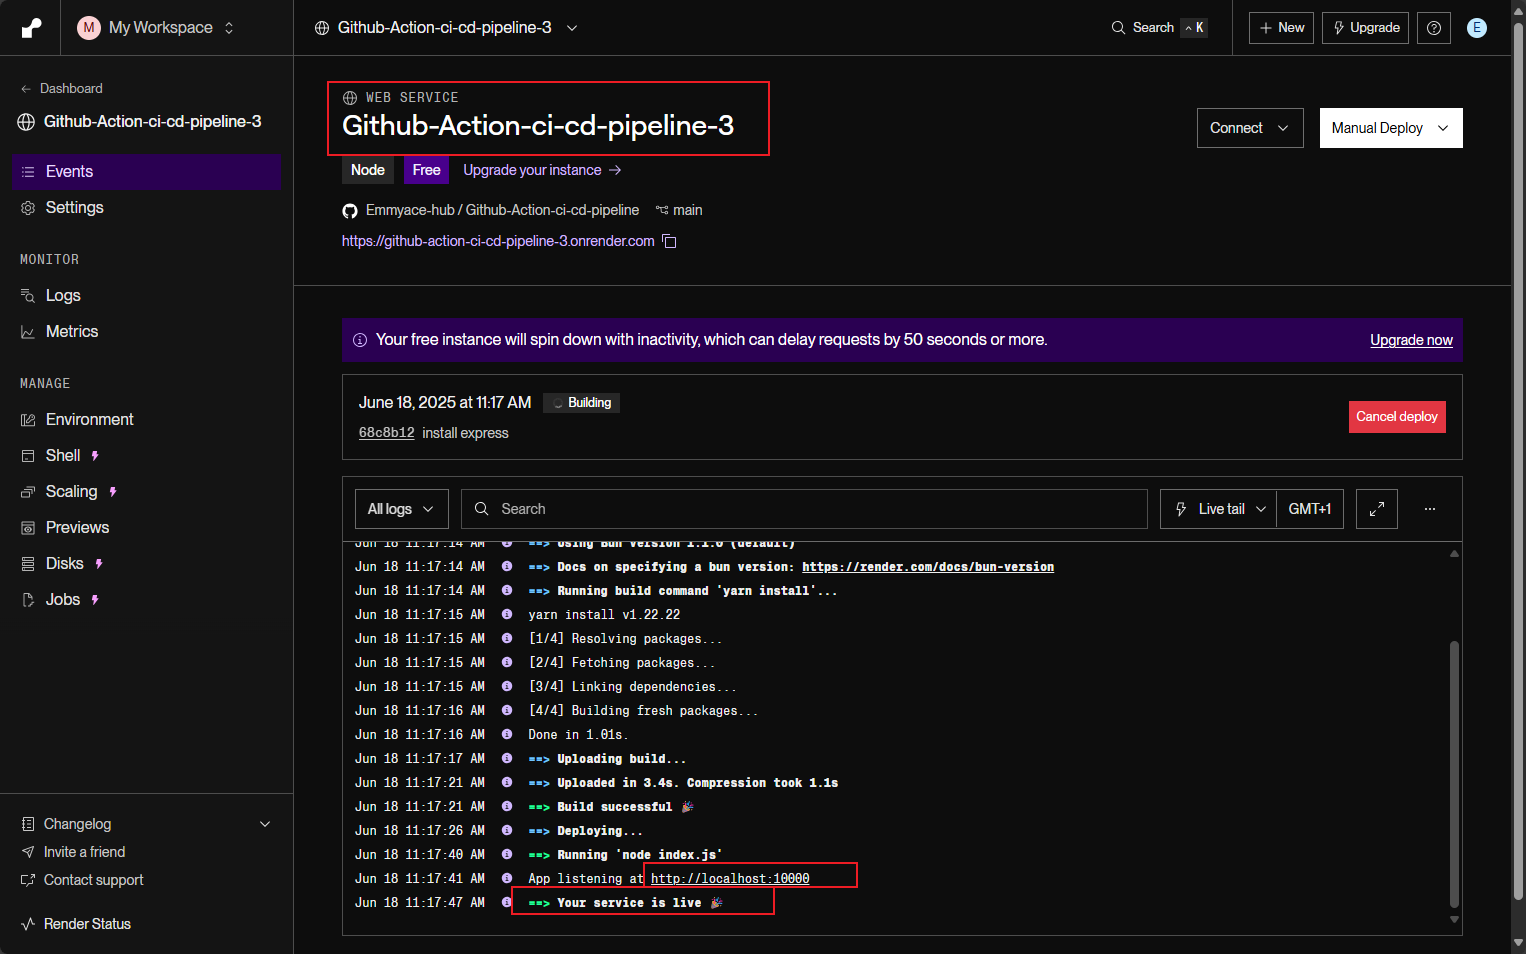 M My Workspace
Github-Action-ci-cd-pipeline-3
Search
K
New
Upgrade
E
Dashboard
Github-Action-ci-cd-pipeline-3
Events
Settings
MONITOR
Logs
Metrics
MANAGE
Environment
Shell
Scaling
Previews
Disks
Jobs
Changelog
Invite a friend
Contact support
Render Status
WEB SERVICE
Github-Action-ci-cd-pipeline-3
Connect
Manual Deploy
Node Free Upgrade your instance →
Emmyace-hub / Github-Action-ci-cd-pipeline main
https://github-action-ci-cd-pipeline-3.onrender.com
Your free instance will spin down with inactivity, which can delay requests by 50 seconds or more.
Upgrade now
June 18, 2025 at 11:17 AM Building
68c8b12 install express
Cancel deploy
All logs
Search
Live tail
GMT+1
Jun 18 11:17:14 AM ==> Using Bun version 1.1.0 (default)
Jun 18 11:17:14 AM ==> Docs on specifying a bun version: https://render.com/docs/bun-version
Jun 18 11:17:14 AM ==> Running build command 'yarn install'...
Jun 18 11:17:15 AM yarn install v1.22.22
Jun 18 11:17:15 AM [1/4] Resolving packages...
Jun 18 11:17:15 AM [2/4] Fetching packages...
Jun 18 11:17:15 AM [3/4] Linking dependencies...
Jun 18 11:17:16 AM [4/4] Building fresh packages...
Jun 18 11:17:16 AM Done in 1.01s.
Jun 18 11:17:17 AM ==> Uploading build...
Jun 18 11:17:21 AM ==> Uploaded in 3.4s. Compression took 1.1s
Jun 18 11:17:21 AM ==> Build successful 🎉
Jun 18 11:17:26 AM ==> Deploying...
Jun 18 11:17:40 AM ==> Running 'node index.js'
Jun 18 11:17:41 AM App listening at http://localhost:10000
Jun 18 11:17:47 AM ==> Your service is live 🎉